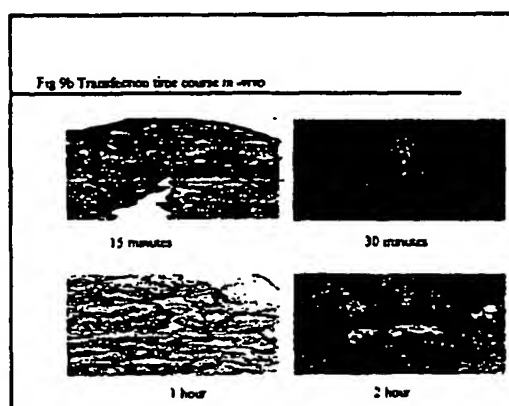 Fig 9b Transfection time course in -vivo
15 minutes
30 minutes
1 hour
2 hour